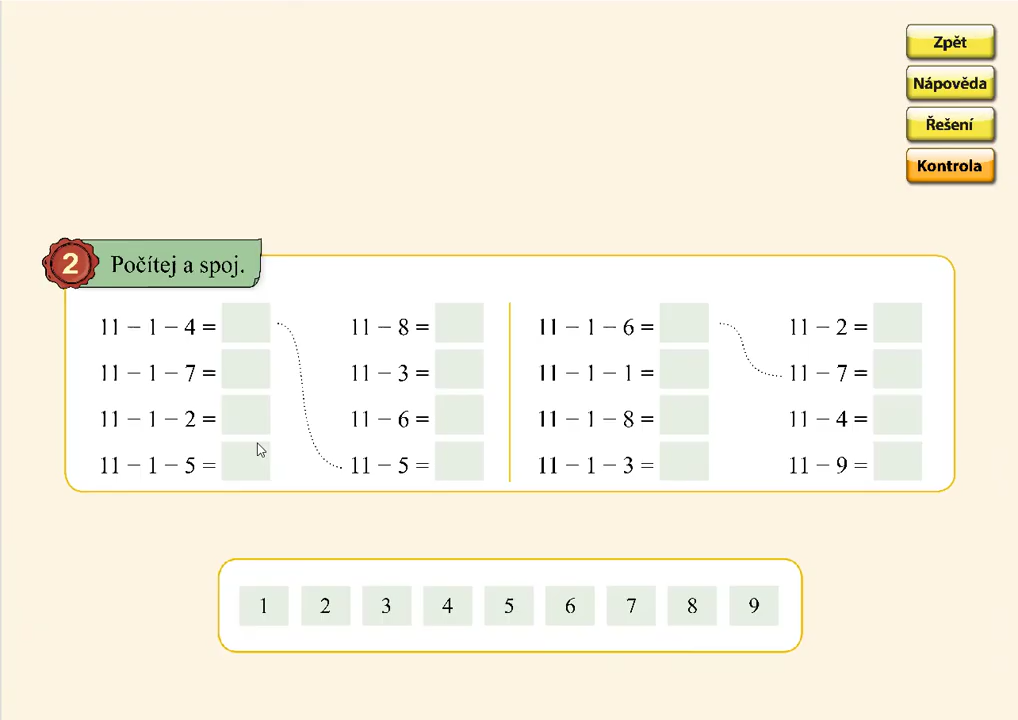 Zpět
Nápověda
Řešení
Kontrola
2 Počítej a spoj.
11 − 1 − 4 = 11 − 8 = 11 − 1 − 6 = 11 − 2 =
11 − 1 − 7 = 11 − 3 = 11 − 1 − 1 = 11 − 7 =
11 − 1 − 2 = 11 − 6 = 11 − 1 − 8 = 11 − 4 =
11 − 1 − 5 = 11 − 5 = 11 − 1 − 3 = 11 − 9 =
1 2 3 4 5 6 7 8 9